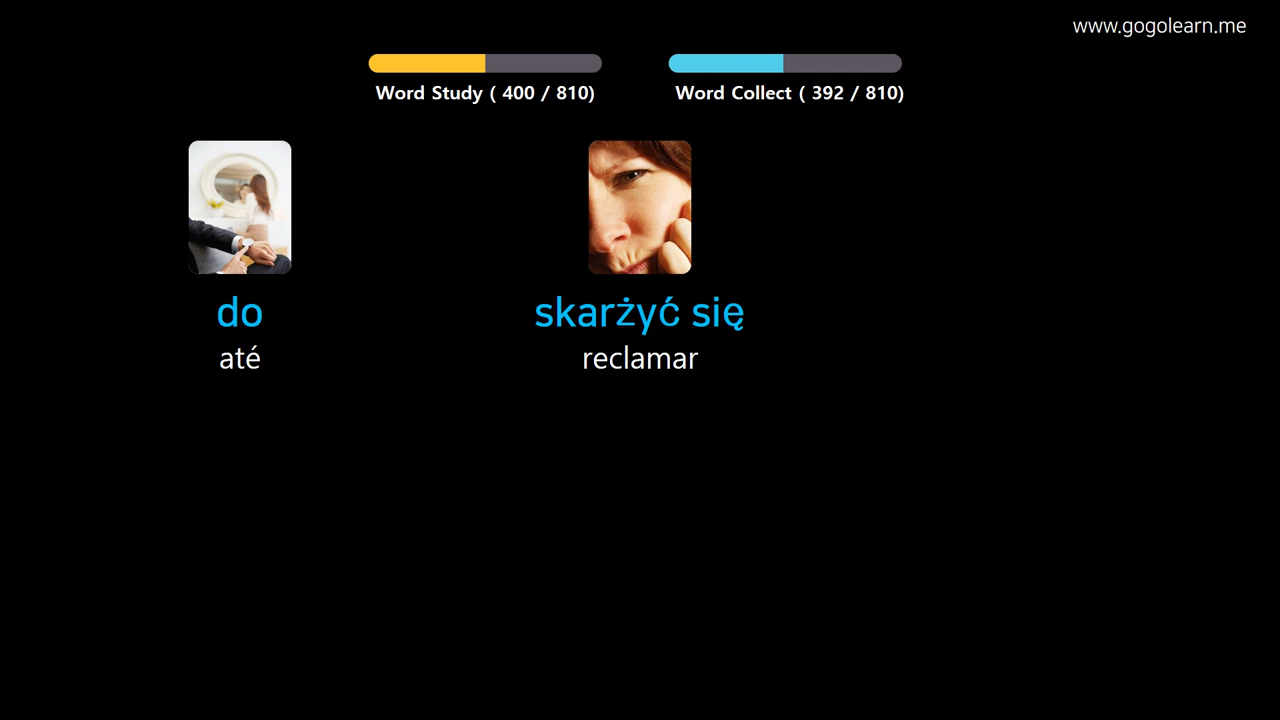 www.gogolearn.me
Word Study ( 400 / 810)
Word Collect ( 392 / 810)
do
até
skarżyć się
reclamar